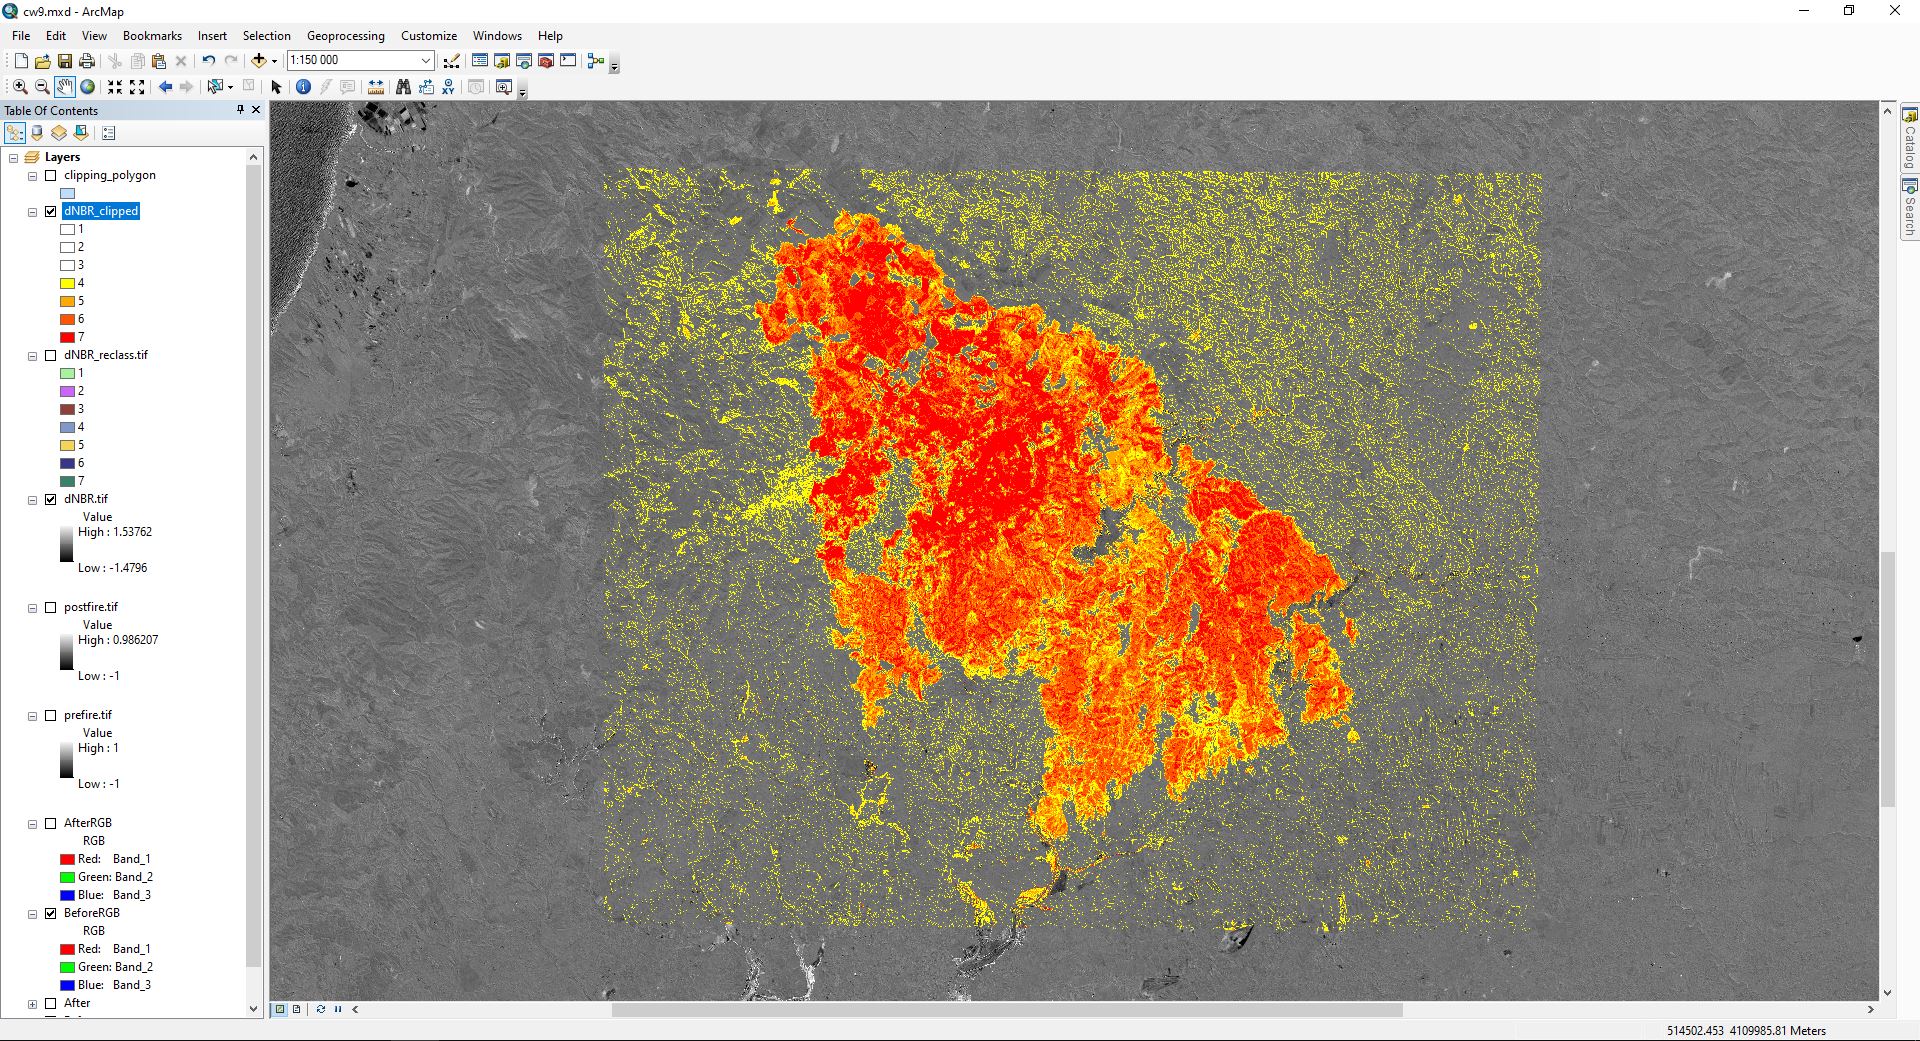 cw9.mxd - ArcMap
File Edit View Bookmarks Insert Selection Geoprocessing Customize Windows Help
1:150 000
Table Of Contents
Layers
clipping_polygon
dNBR_clipped
1
2
3
4
5
6
7
dNBR_reclass.tif
1
2
3
4
5
6
7
dNBR.tif
Value
High : 1.53762
Low : -1.4796
postfire.tif
Value
High : 0.986207
Low : -1
prefire.tif
Value
High : 1
Low : -1
AfterRGB
RGB
Red: Band_1
Green: Band_2
Blue: Band_3
BeforeRGB
RGB
Red: Band_1
Green: Band_2
Blue: Band_3
After
Catalog
Search
514502.453 4109985.81 Meters